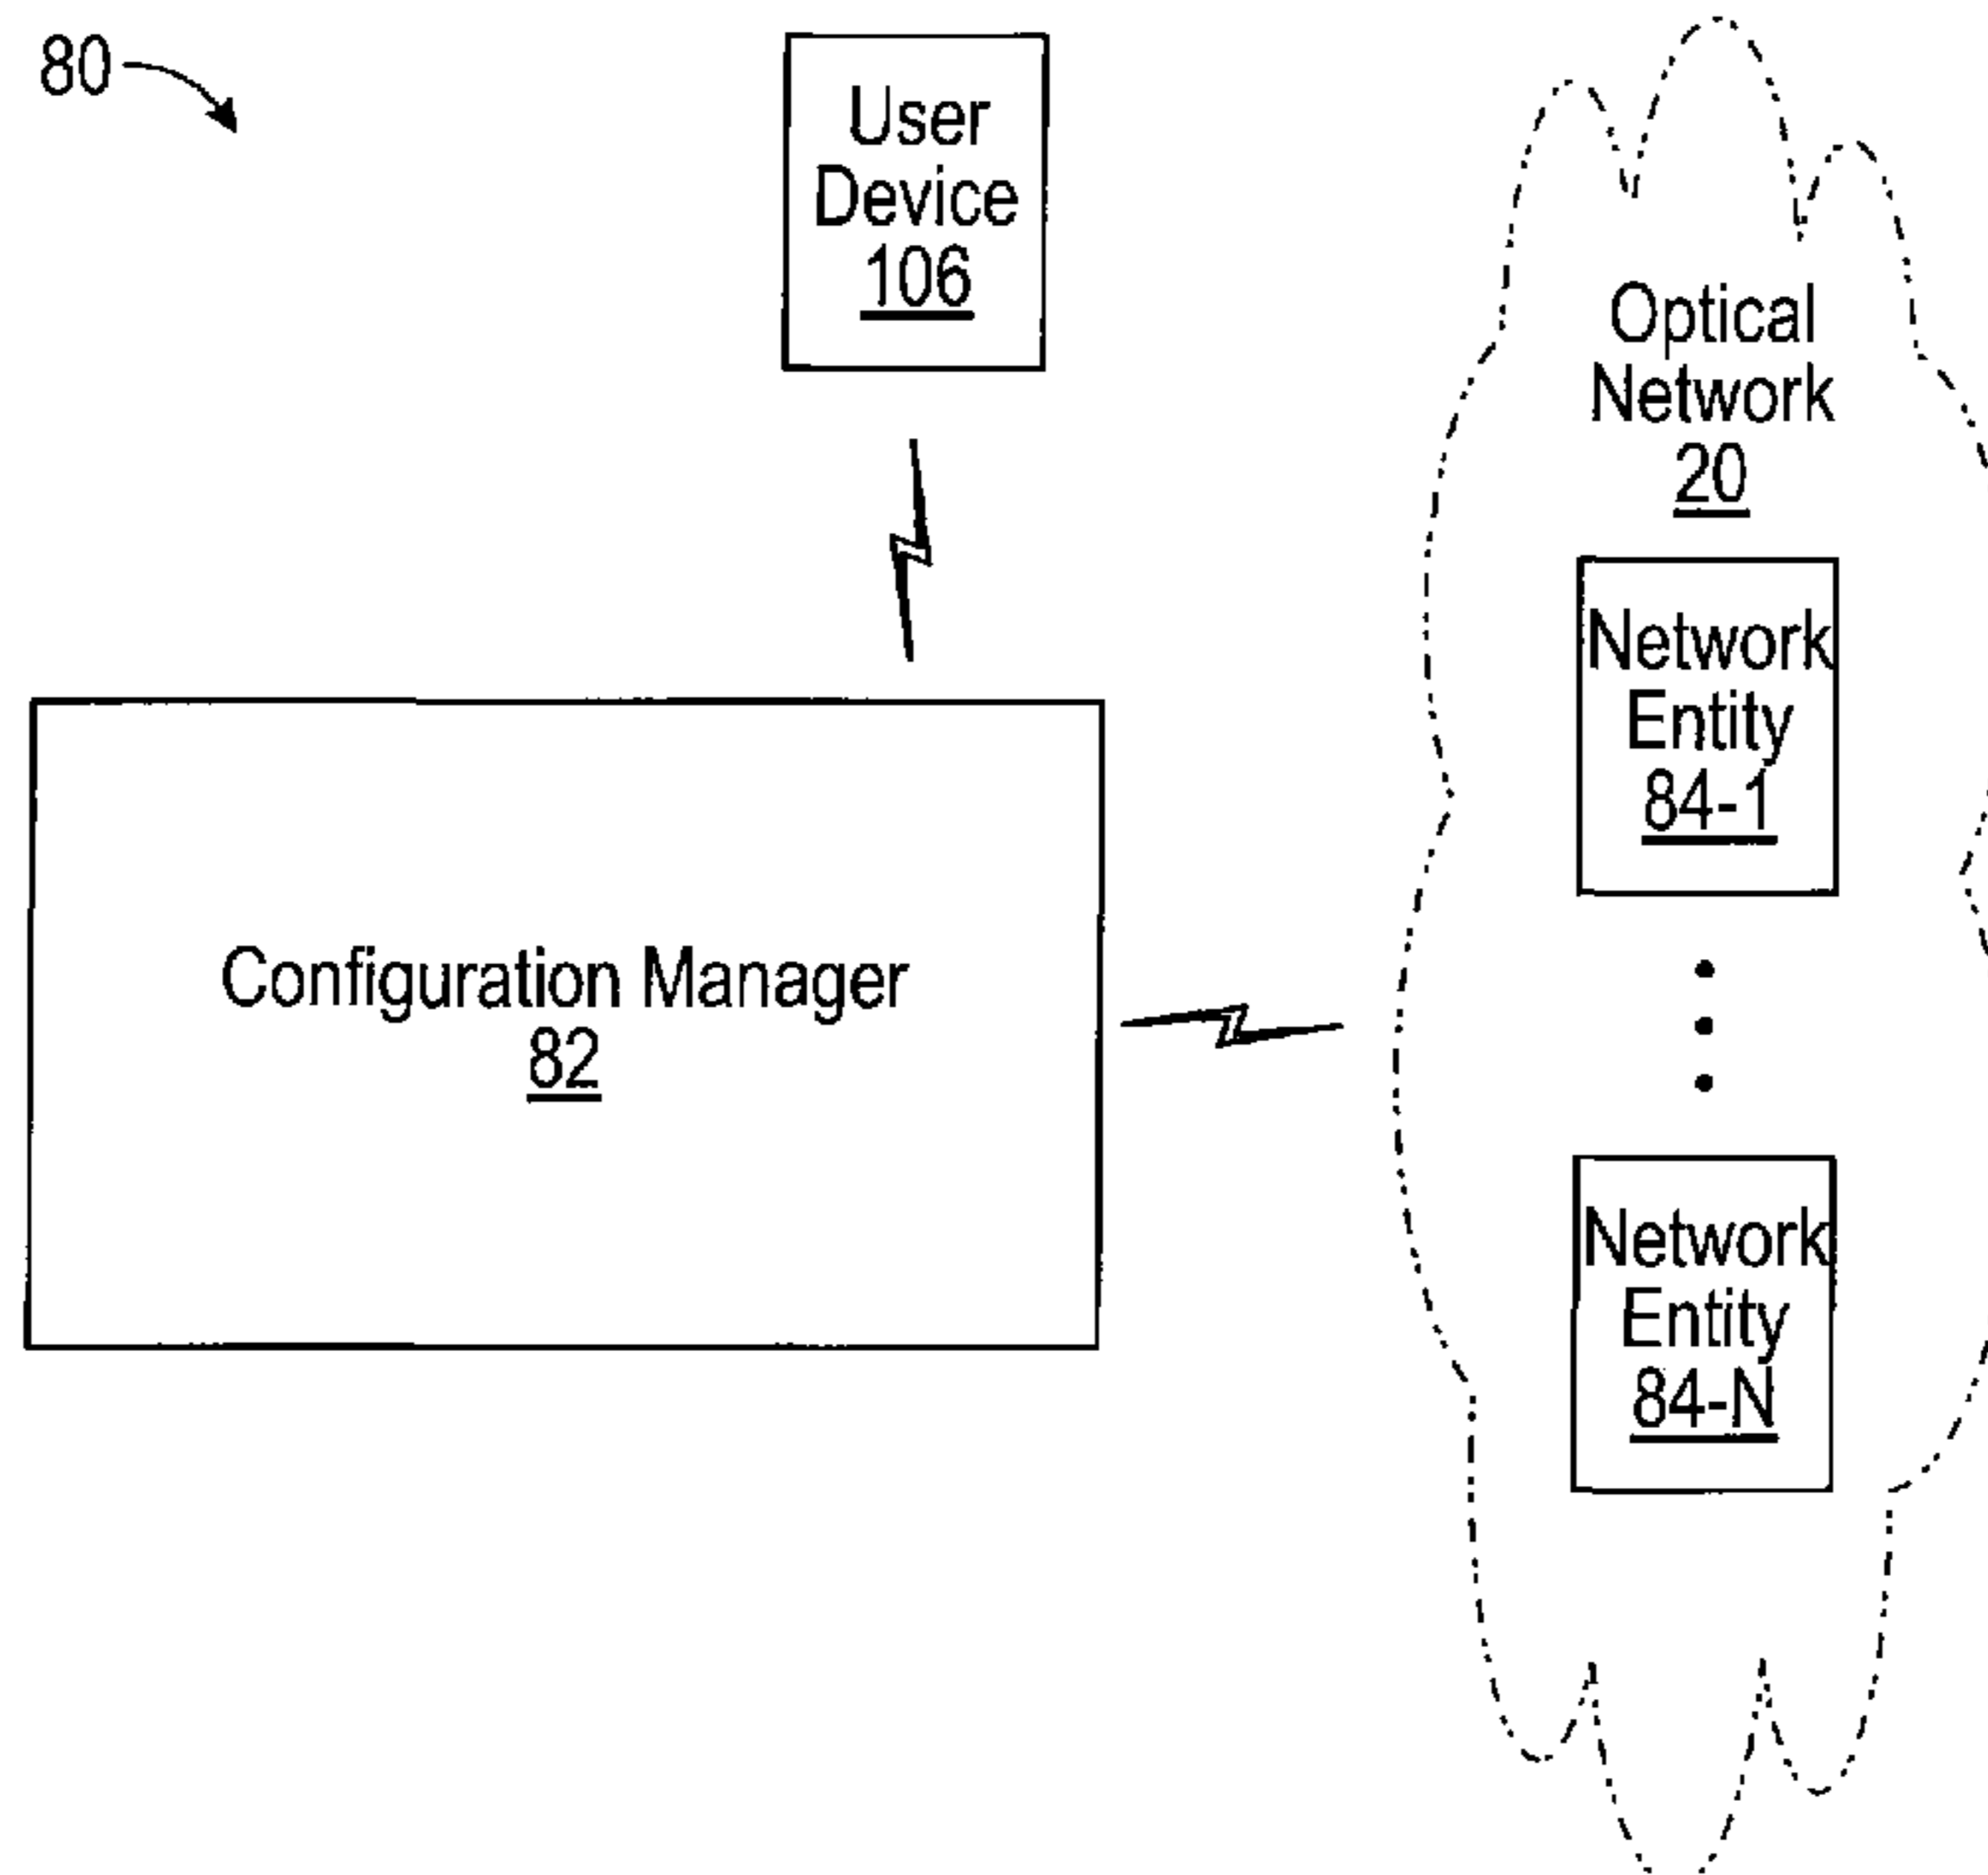 80
User
Device
106
Optical
Network
20
Network
Entity
84-1
Configuration Manager
82
Network
Entity
84-N